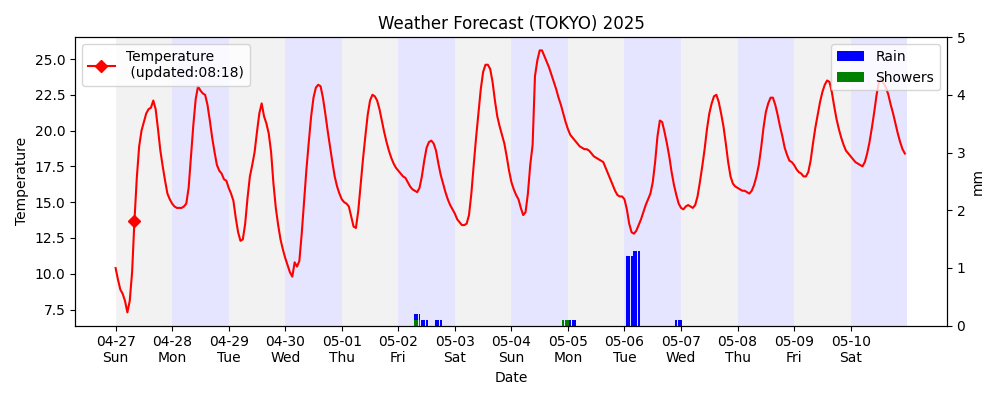 Weather Forecast (TOKYO) 2025
Temperature
(updated:08:18)
Rain
Showers
Temperature
25.0
22.5
20.0
17.5
15.0
12.5
10.0
7.5
5
4
3
2
1
0
mm
04-27 04-28 04-29 04-30 05-01 05-02 05-03 05-04 05-05 05-06 05-07 05-08 05-09 05-10
Sun Mon Tue Wed Thu Fri Sat Sun Mon Tue Wed Thu Fri Sat
Date